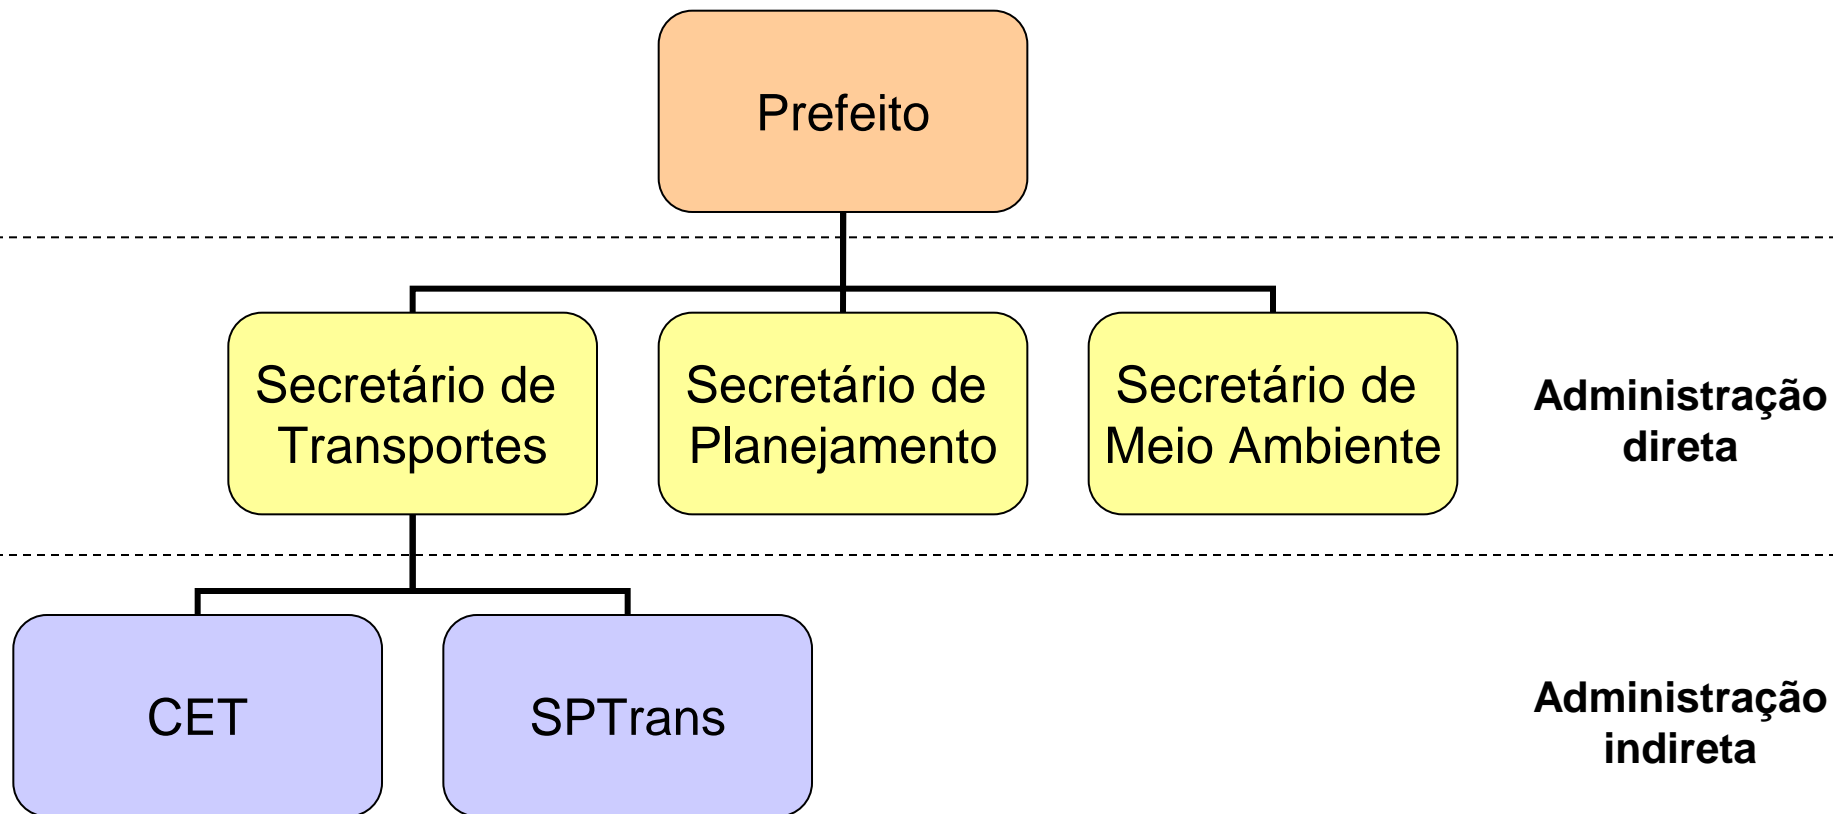 Prefeito
Secretário de
Transportes
Secretário de
Planejamento
Secretário de
Meio Ambiente
Administração
direta
CET
SPTrans
Administração
indireta